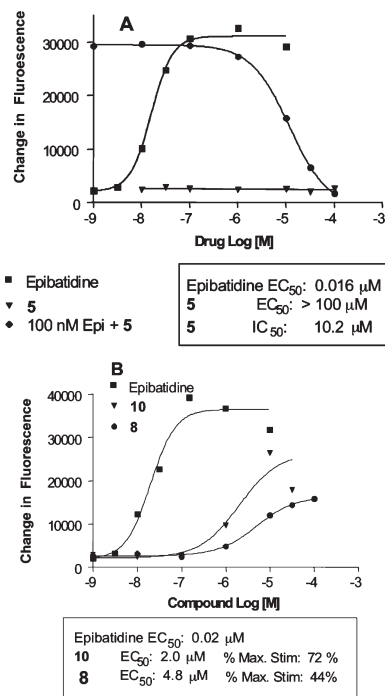 A
Change in Fluroescence
30000
20000
10000
0
-9 -8 -7 -6 -5 -4 -3
Drug Log [M]
■ Epibatidine
▼ 5
● 100 nM Epi + 5
Epibatidine EC50: 0.016 μM
5 EC50: > 100 μM
5 IC50: 10.2 μM
B
■ Epibatidine
▼ 10
● 8
Change in Fluorescence
40000
30000
20000
10000
0
-9 -8 -7 -6 -5 -4 -3
Compound Log [M]
Epibatidine EC50: 0.02 μM
10 EC50: 2.0 μM % Max. Stim: 72 %
8 EC50: 4.8 μM % Max. Stim: 44%